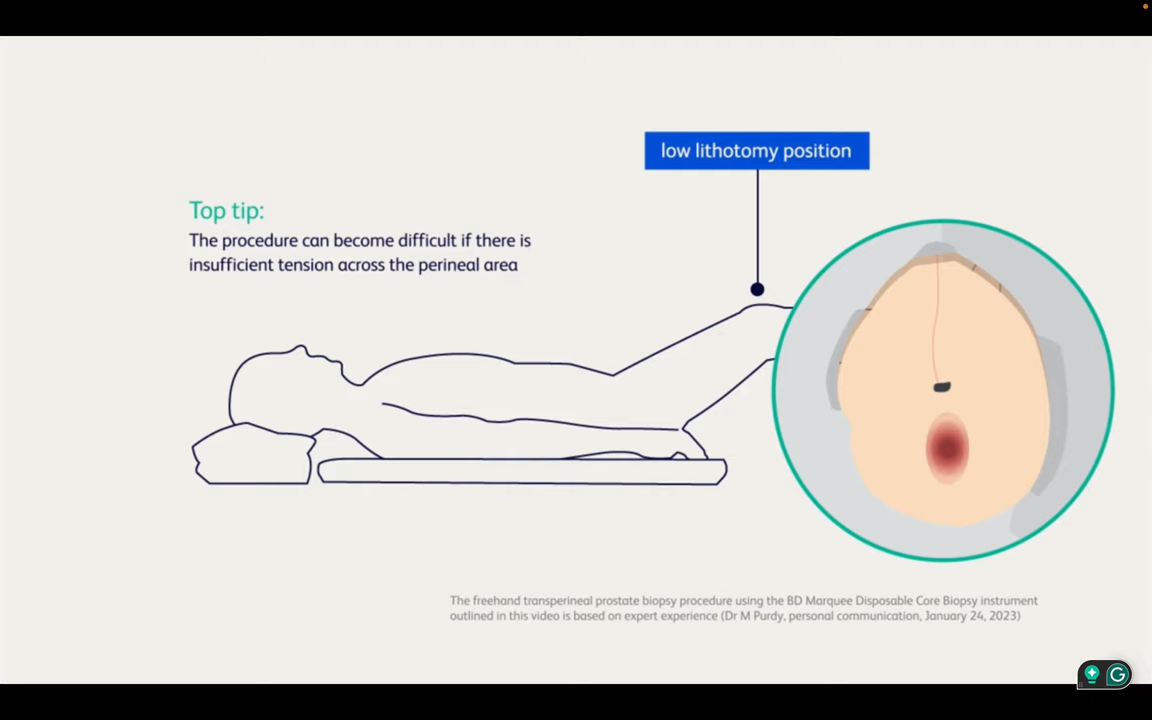 low lithotomy position
Top tip:
The procedure can become difficult if there is
insufficient tension across the perineal area
The freehand transperineal prostate biopsy procedure using the BD Marquee Disposable Core Biopsy instrument
outlined in this video is based on expert experience (Dr M Purdy, personal communication, January 24, 2023)